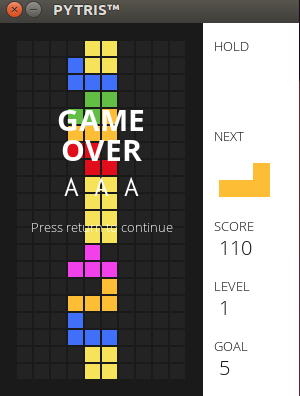 PYTRIS™
HOLD
GAME
OVER
A A A
NEXT
Press return to continue
SCORE
110
LEVEL
1
GOAL
5